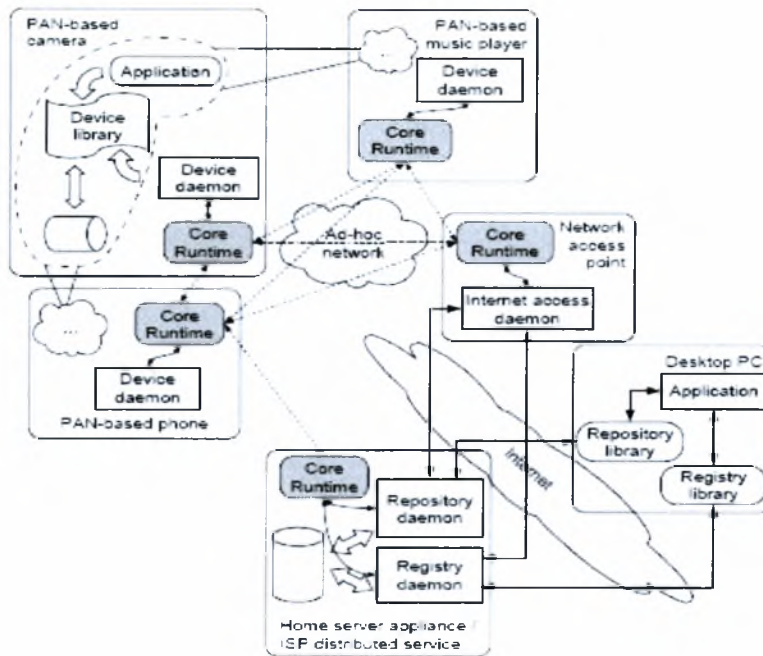 PAN-based
camera
Application
Device
library
Device
daemon
Core
Runtime
...
PAN-based
music player
Device
daemon
Core
Runtime
Ad-hoc
network
Network
access
point
Core
Runtime
Internet access
daemon
...
Core
Runtime
Device
daemon
PAN-based phone
Desktop PC
Application
Repository
library
Registry
library
Internet
Core
Runtime
Repository
daemon
Registry
daemon
Home server appliance /
ISP distributed service